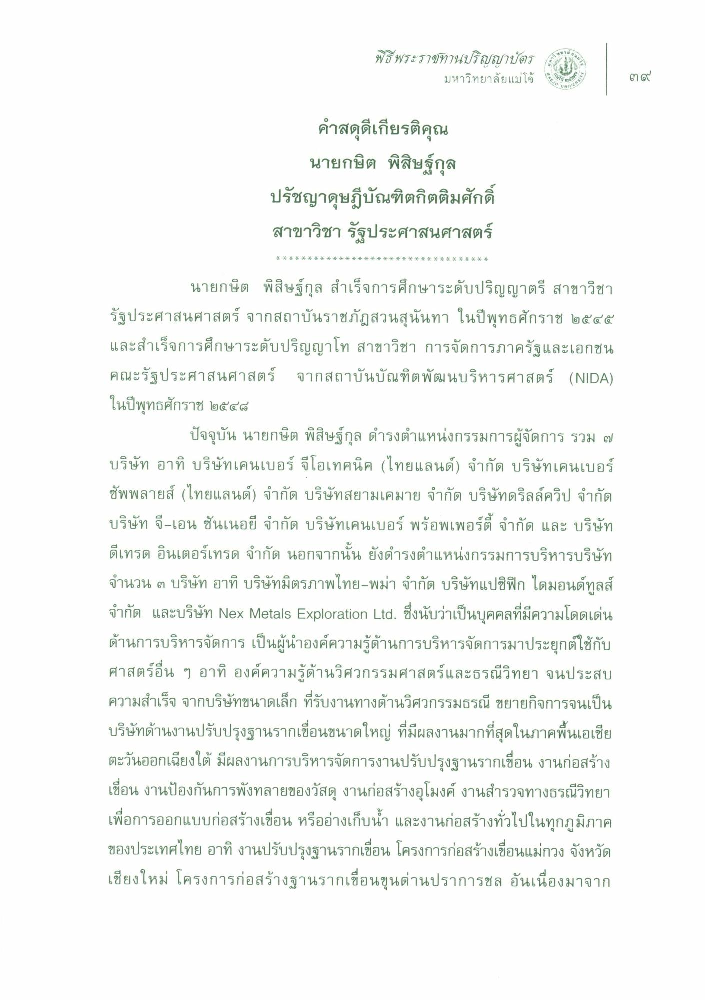 พิธีพระราชทานปริญญาบัตร
มหาวิทยาลัยแม่โจ้
มหาวิทยาลัยแม่โจ้
MAEJO UNIVERSITY
๓๙
คำสดุดีเกียรติคุณ
นายกษิต พิสิษฐ์กุล
ปรัชญาดุษฎีบัณฑิตกิตติมศักดิ์
สาขาวิชา รัฐประศาสนศาสตร์
**********************************
นายกษิต พิสิษฐ์กุล สำเร็จการศึกษาระดับปริญญาตรี สาขาวิชา
รัฐประศาสนศาสตร์ จากสถาบันราชภัฎสวนสุนันทา ในปีพุทธศักราช ๒๕๔๕
และสำเร็จการศึกษาระดับปริญญาโท สาขาวิชา การจัดการภาครัฐและเอกชน
คณะรัฐประศาสนศาสตร์ จากสถาบันบัณฑิตพัฒนบริหารศาสตร์ (NIDA)
ในปีพุทธศักราช ๒๕๔๘
ปัจจุบัน นายกษิต พิสิษฐ์กุล ดำรงตำแหน่งกรรมการผู้จัดการ รวม ๗
บริษัท อาทิ บริษัทเคนเบอร์ จีโอเทคนิค (ไทยแลนด์) จำกัด บริษัทเคนเบอร์
ซัพพลายส์ (ไทยแลนด์) จำกัด บริษัทสยามเคมาย จำกัด บริษัทดริลล์ควิป จำกัด
บริษัท จี-เอน ซันเนอยี จำกัด บริษัทเคนเบอร์ พร้อพเพอร์ตี้ จำกัด และ บริษัท
ดีเทรด อินเตอร์เทรด จำกัด นอกจากนั้น ยังดำรงตำแหน่งกรรมการบริหารบริษัท
จำนวน ๓ บริษัท อาทิ บริษัทมิตรภาพไทย-พม่า จำกัด บริษัทแปซิฟิก ไดมอนด์ทูลส์
จำกัด และบริษัท Nex Metals Exploration Ltd. ซึ่งนับว่าเป็นบุคคลที่มีความโดดเด่น
ด้านการบริหารจัดการ เป็นผู้นำองค์ความรู้ด้านการบริหารจัดการมาประยุกต์ใช้กับ
ศาสตร์อื่น ๆ อาทิ องค์ความรู้ด้านวิศวกรรมศาสตร์และธรณีวิทยา จนประสบ
ความสำเร็จ จากบริษัทขนาดเล็ก ที่รับงานทางด้านวิศวกรรมธรณี ขยายกิจการจนเป็น
บริษัทด้านงานปรับปรุงฐานรากเขื่อนขนาดใหญ่ ที่มีผลงานมากที่สุดในภาคพื้นเอเชีย
ตะวันออกเฉียงใต้ มีผลงานการบริหารจัดการงานปรับปรุงฐานรากเขื่อน งานก่อสร้าง
เขื่อน งานป้องกันการพังทลายของวัสดุ งานก่อสร้างอุโมงค์ งานสำรวจทางธรณีวิทยา
เพื่อการออกแบบก่อสร้างเขื่อน หรืออ่างเก็บน้ำ และงานก่อสร้างทั่วไปในทุกภูมิภาค
ของประเทศไทย อาทิ งานปรับปรุงฐานรากเขื่อน โครงการก่อสร้างเขื่อนแม่กวง จังหวัด
เชียงใหม่ โครงการก่อสร้างฐานรากเขื่อนขุนด่านปราการชล อันเนื่องมาจาก